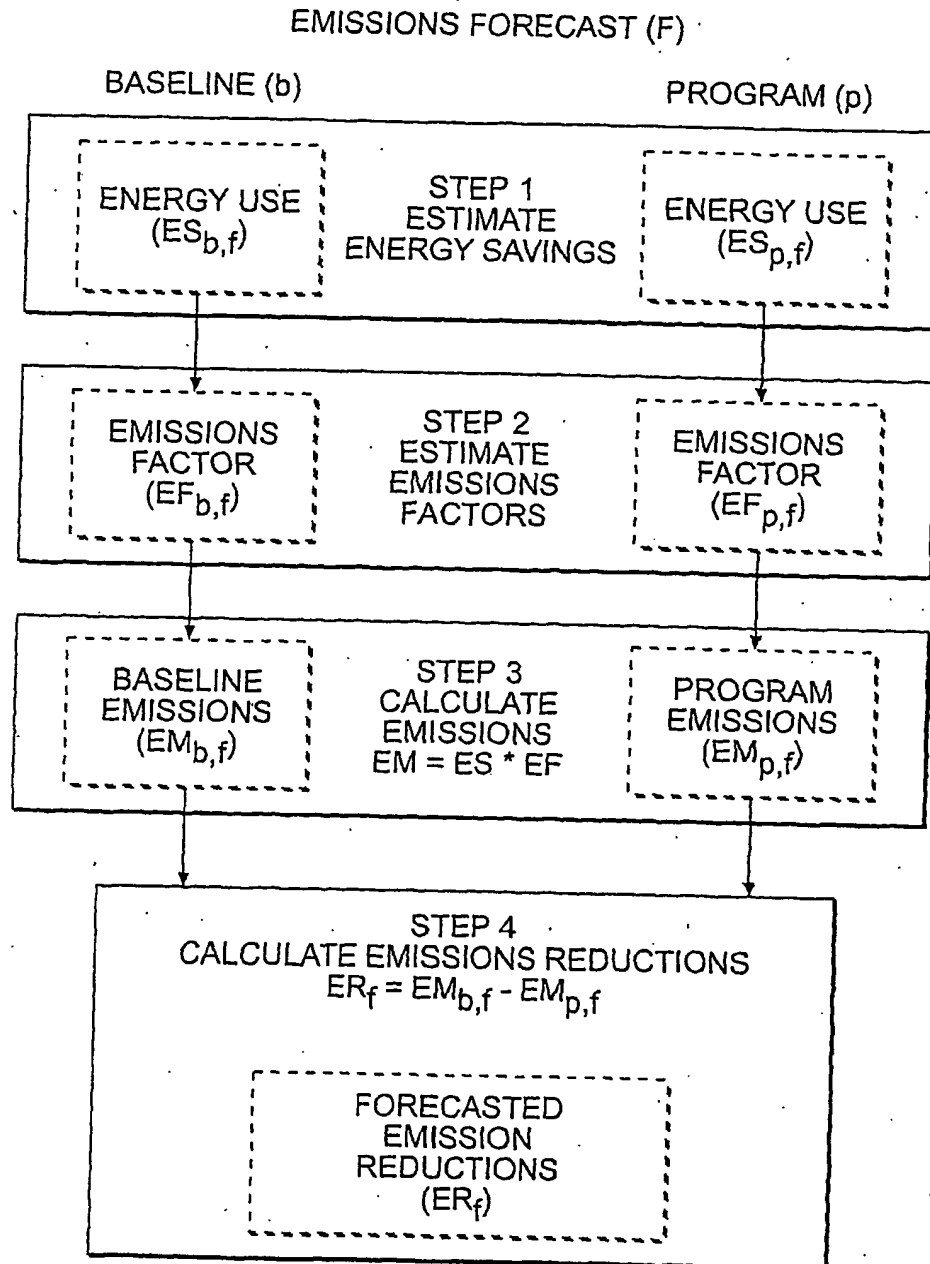 EMISSIONS FORECAST (F)
BASELINE (b)
PROGRAM (p)
ENERGY USE
(ES_b,f)
STEP 1
ESTIMATE
ENERGY SAVINGS
ENERGY USE
(ES_p,f)
EMISSIONS
FACTOR
(EF_b,f)
STEP 2
ESTIMATE
EMISSIONS
FACTORS
EMISSIONS
FACTOR
(EF_p,f)
BASELINE
EMISSIONS
(EM_b,f)
STEP 3
CALCULATE
EMISSIONS
EM = ES * EF
PROGRAM
EMISSIONS
(EM_p,f)
STEP 4
CALCULATE EMISSIONS REDUCTIONS
ER_f = EM_b,f - EM_p,f
FORECASTED
EMISSION
REDUCTIONS
(ER_f)